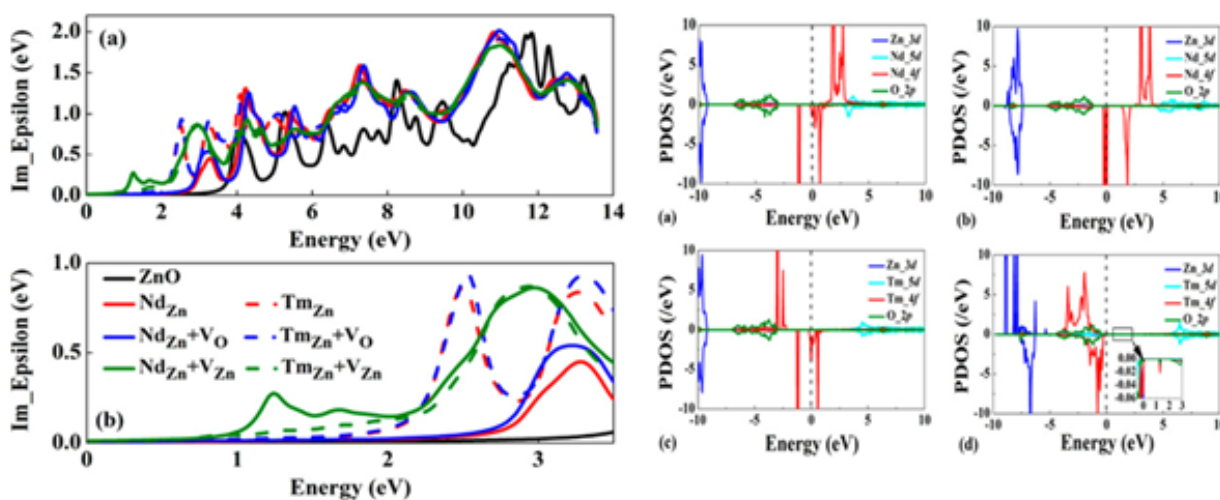 (a)
Im_Epsilon (eV)
2.0
1.5
1.0
0.5
0.0
0 2 4 6 8 10 12 14
Energy (eV)
(b)
Im_Epsilon (eV)
1.0
0.5
0.0
ZnO
NdZn TmZn
NdZn+VO TmZn+VO
NdZn+VZn TmZn+VZn
0 1 2 3
Energy (eV)
PDOS (/eV)
10
5
0
-5
-10
Zn_3d
Nd_5d
Nd_4f
O_2p
-10 -5 0 5 10
(a) Energy (eV)
PDOS (/eV)
10
5
0
-5
-10
Zn_3d
Nd_5d
Nd_4f
O_2p
-10 -5 0 5 10
(b) Energy (eV)
PDOS (/eV)
10
5
0
-5
-10
Zn_3d
Tm_5d
Tm_4f
O_2p
-10 -5 0 5 10
(c) Energy (eV)
PDOS (/eV)
10
5
0
-5
-10
Zn_3d
Tm_5d
Tm_4f
O_2p
0.00
-0.02
-0.04
-0.06
0 1 2 3
-10 -5 0 5 10
(d) Energy (eV)